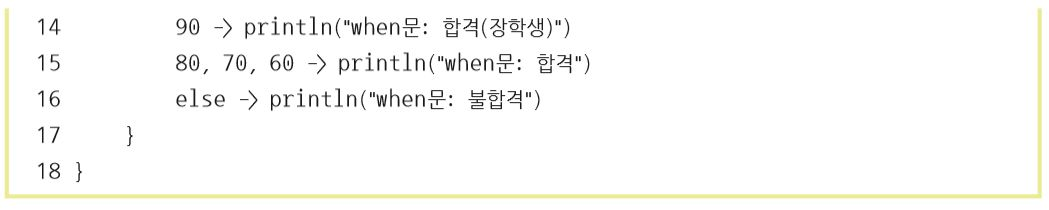 14 90 -> println("when문: 합격(장학생)")
15 80, 70, 60 -> println("when문: 합격")
16 else -> println("when문: 불합격")
17 }
18 }